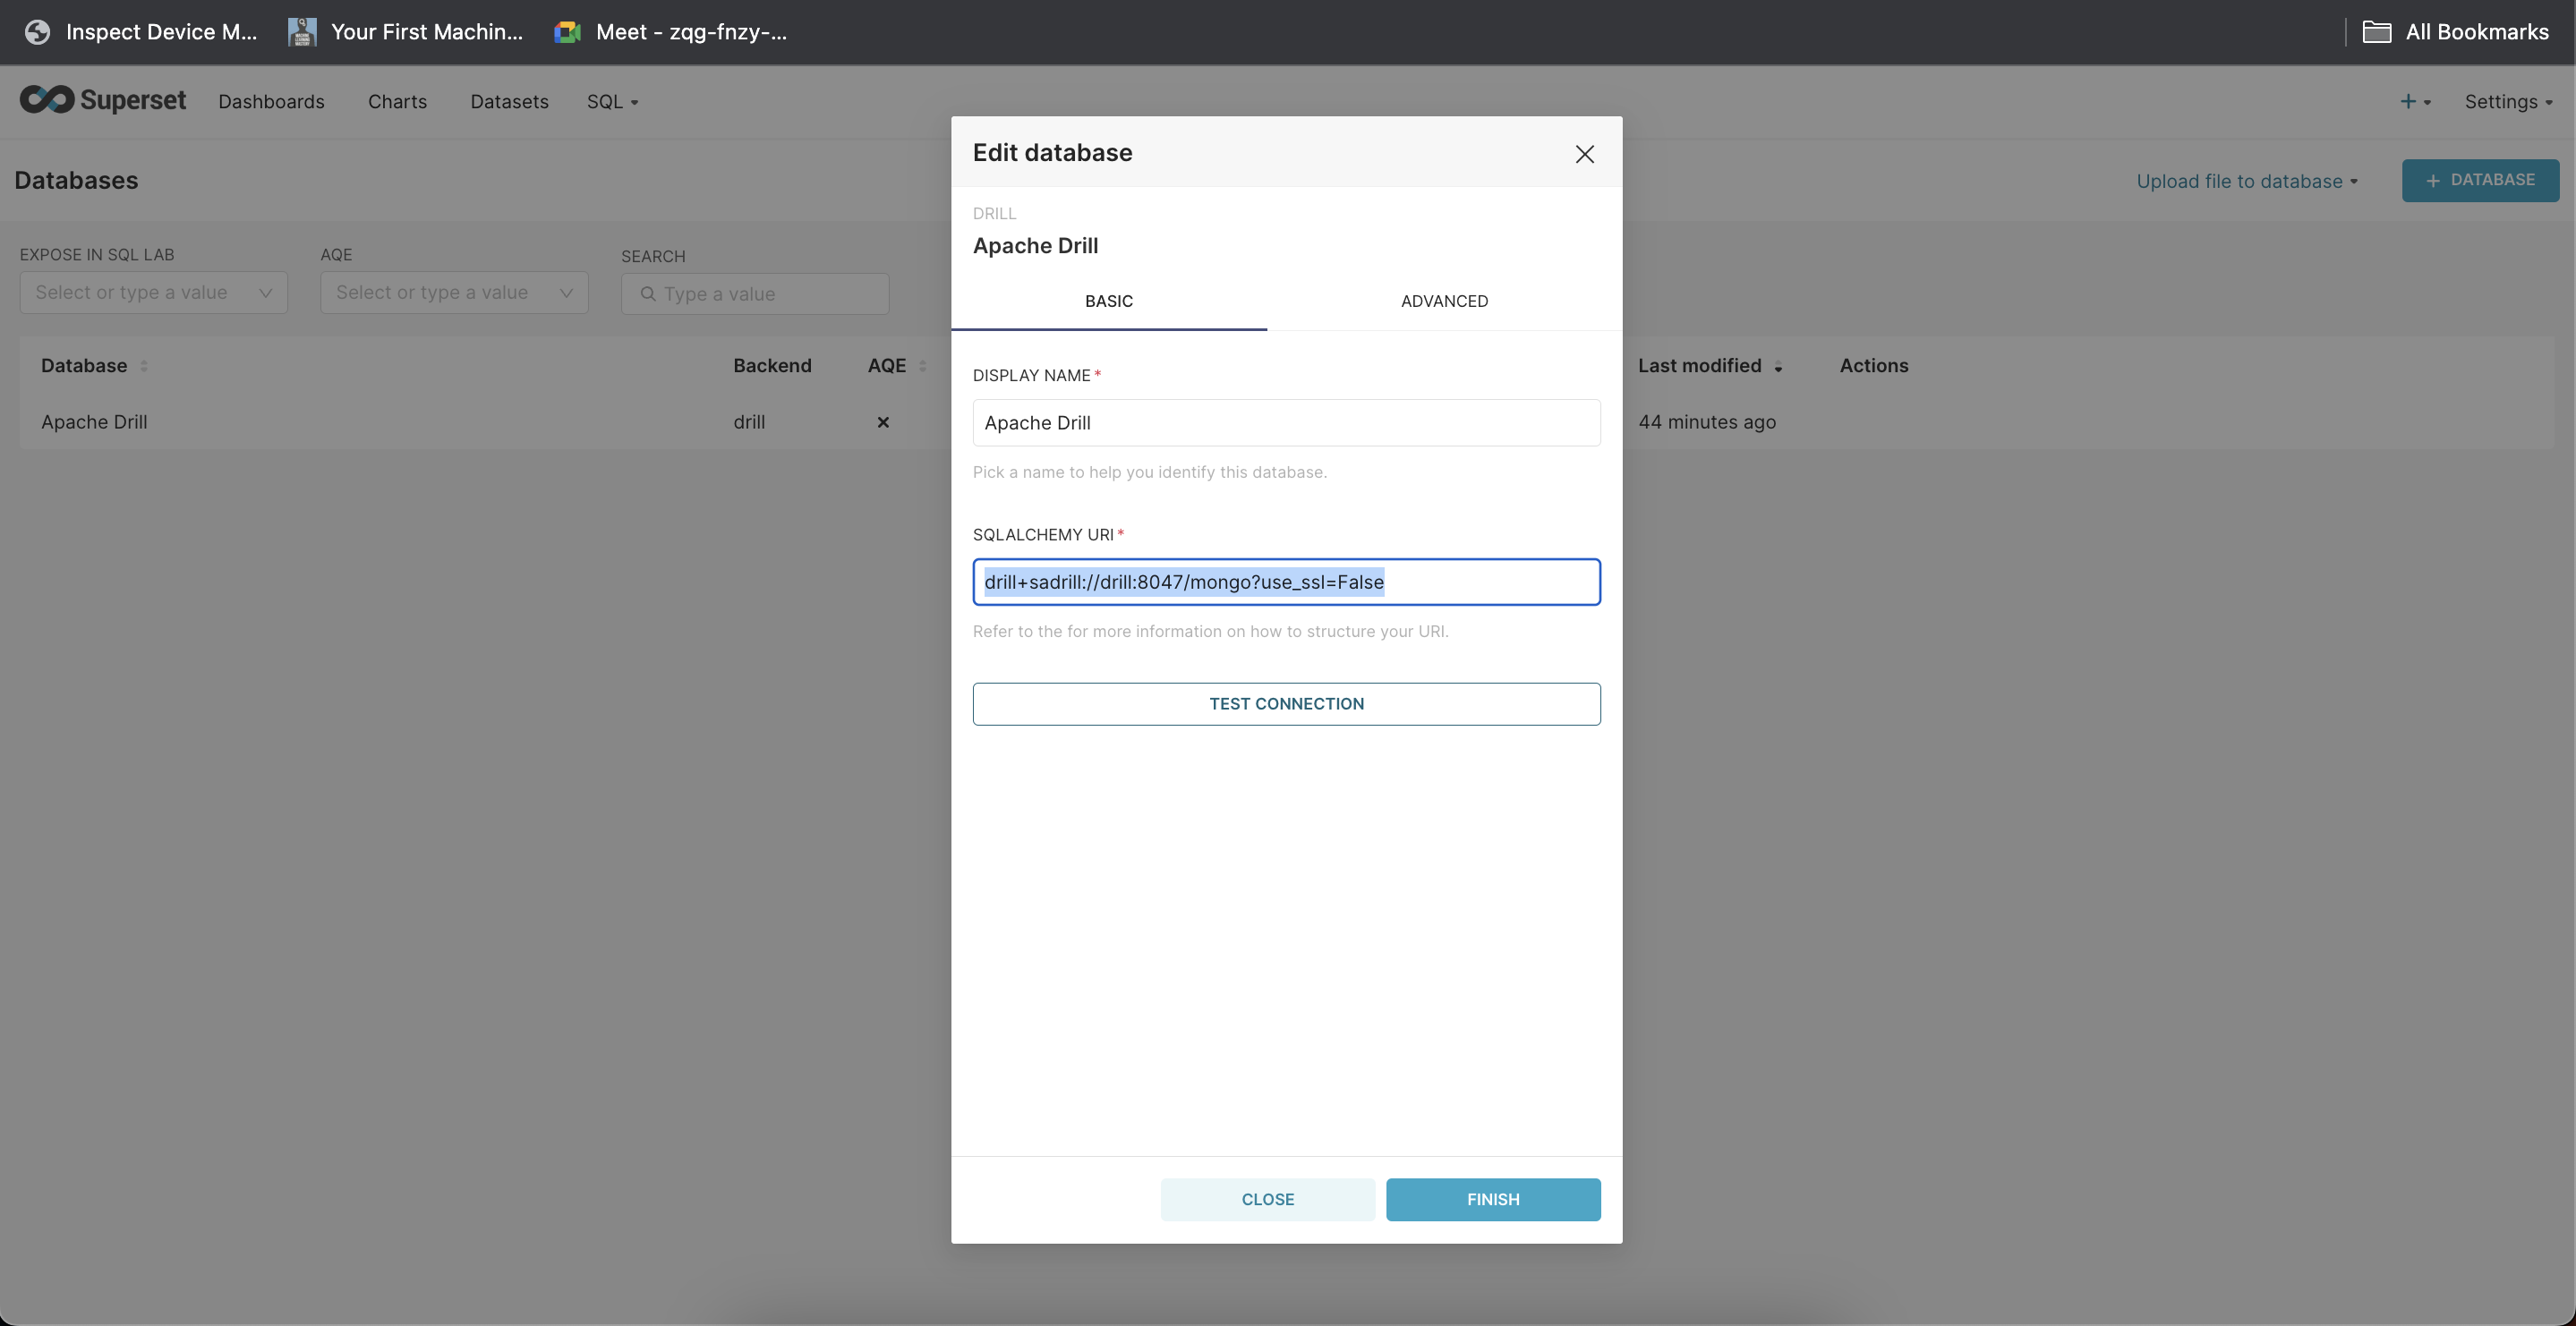 Inspect Device M... Your First Machin... Meet - zqg-fnzy-... All Bookmarks
Superset Dashboards Charts Datasets SQL Settings
Databases Upload file to database + DATABASE
EXPOSE IN SQL LAB AQE SEARCH
Select or type a value Select or type a value Type a value
Database Backend AQE Last modified Actions
Apache Drill drill 44 minutes ago
Edit database
DRILL
Apache Drill
BASIC ADVANCED
DISPLAY NAME*
Apache Drill
Pick a name to help you identify this database.
SQLALCHEMY URI*
drill+sadrill://drill:8047/mongo?use_ssl=False
Refer to the for more information on how to structure your URI.
TEST CONNECTION
CLOSE FINISH